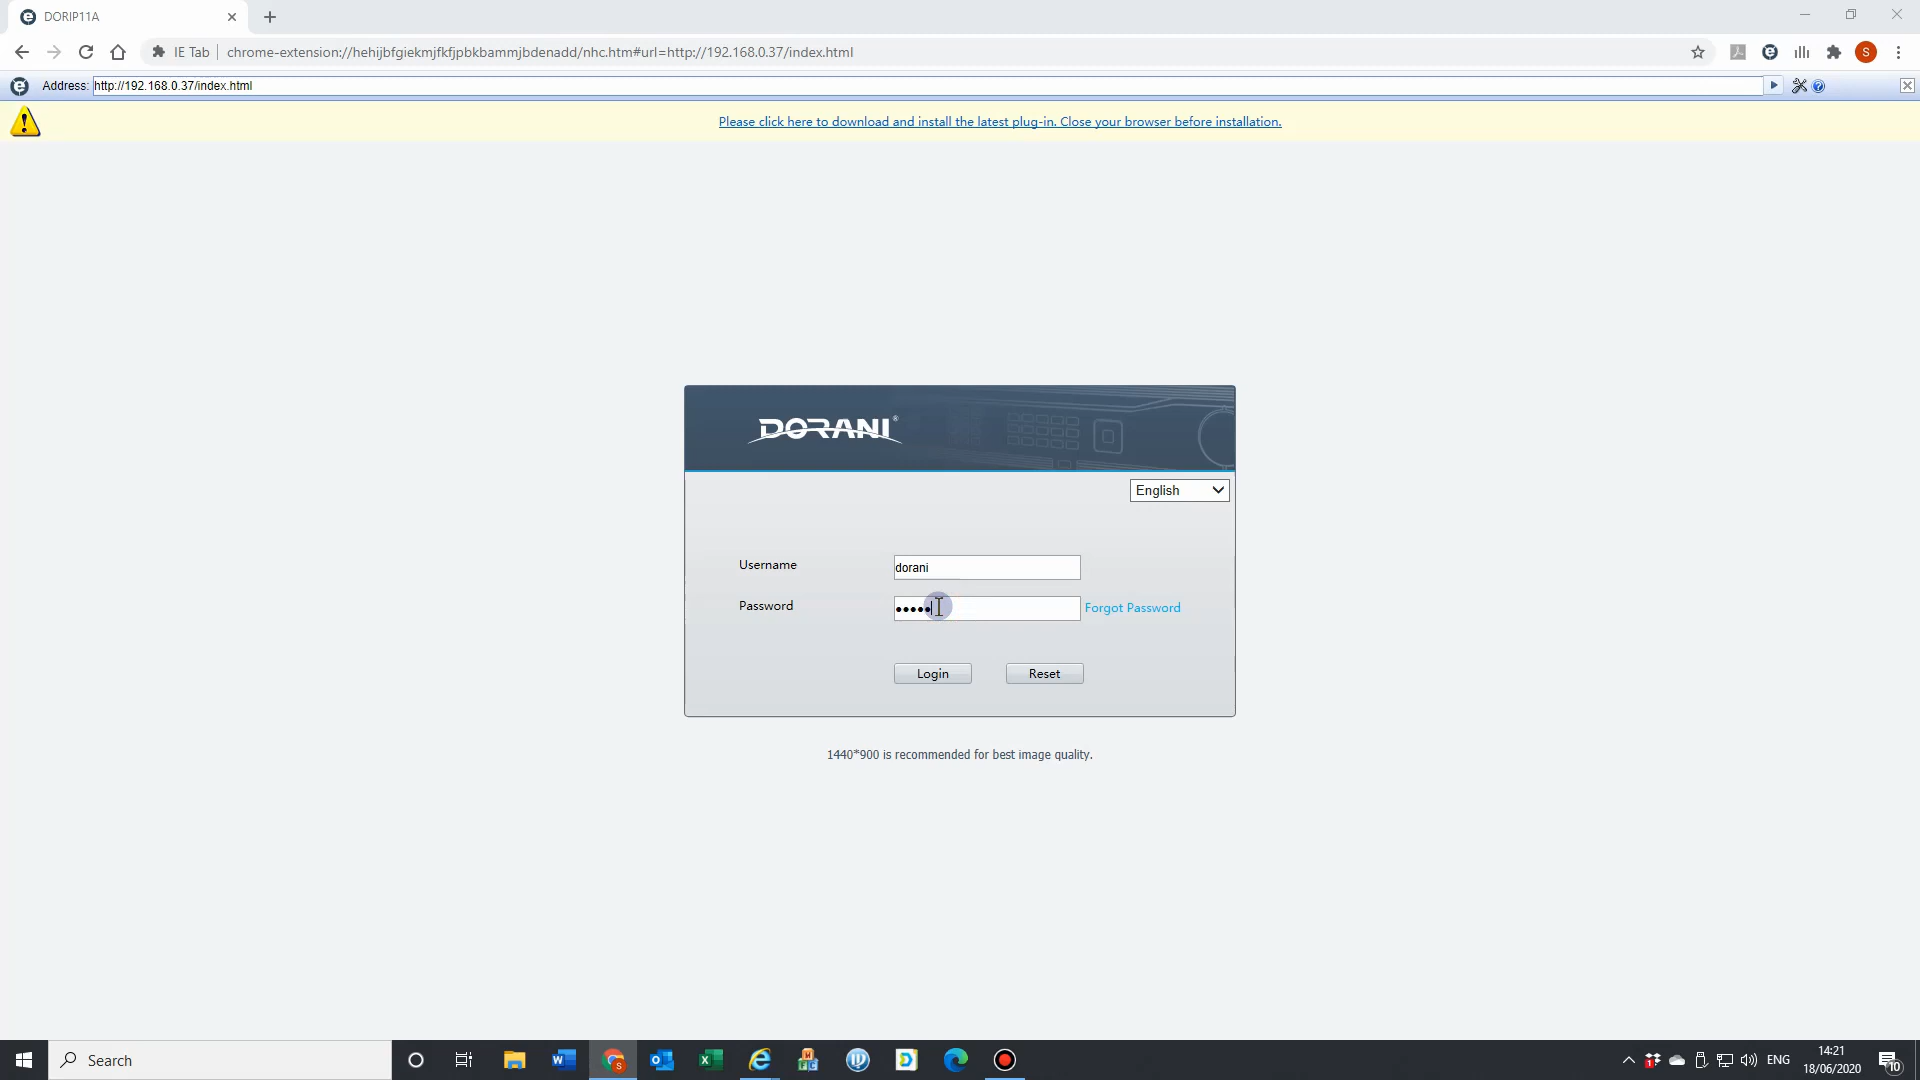 DORIP11A
IE Tab chrome-extension://hehijbfgiekmjfkfjpbkbammjbdenadd/nhc.htm#url=http://192.168.0.37/index.html
S
Address: http://192.168.0.37/index.html
Please click here to download and install the latest plug-in. Close your browser before installation.
DORANI®
English
Username dorani
Password ••••• Forgot Password
Login Reset
1440*900 is recommended for best image quality.
Search
ENG
14:21
18/06/2020
10